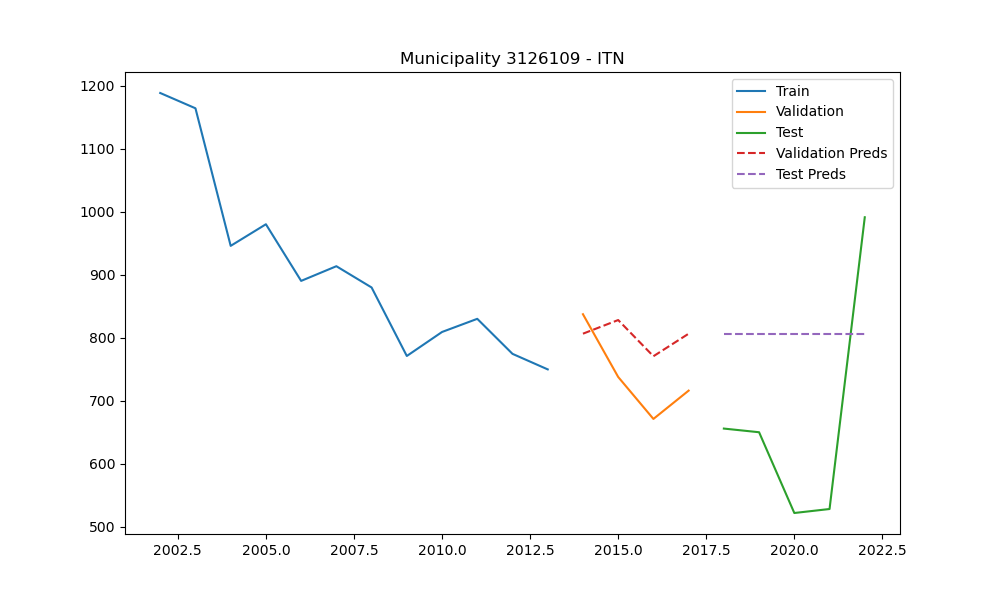 Municipality 3126109 - ITN
1200
1100
1000
900
800
700
600
500
Train
Validation
Test
Validation Preds
Test Preds
2002.5 2005.0 2007.5 2010.0 2012.5 2015.0 2017.5 2020.0 2022.5